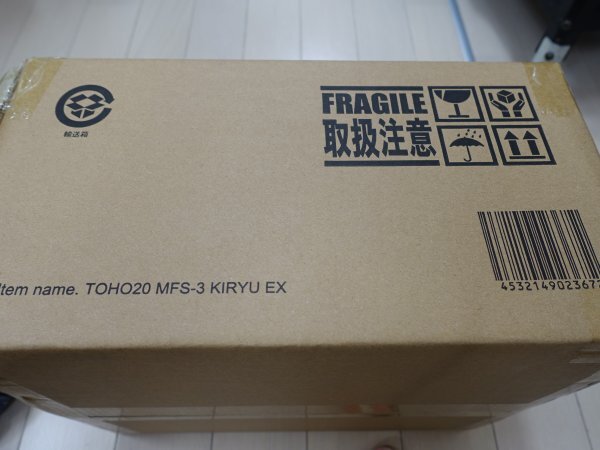 輸送箱
FRAGILE
取扱注意
Item name. TOHO20 MFS-3 KIRYU EX
453214902367